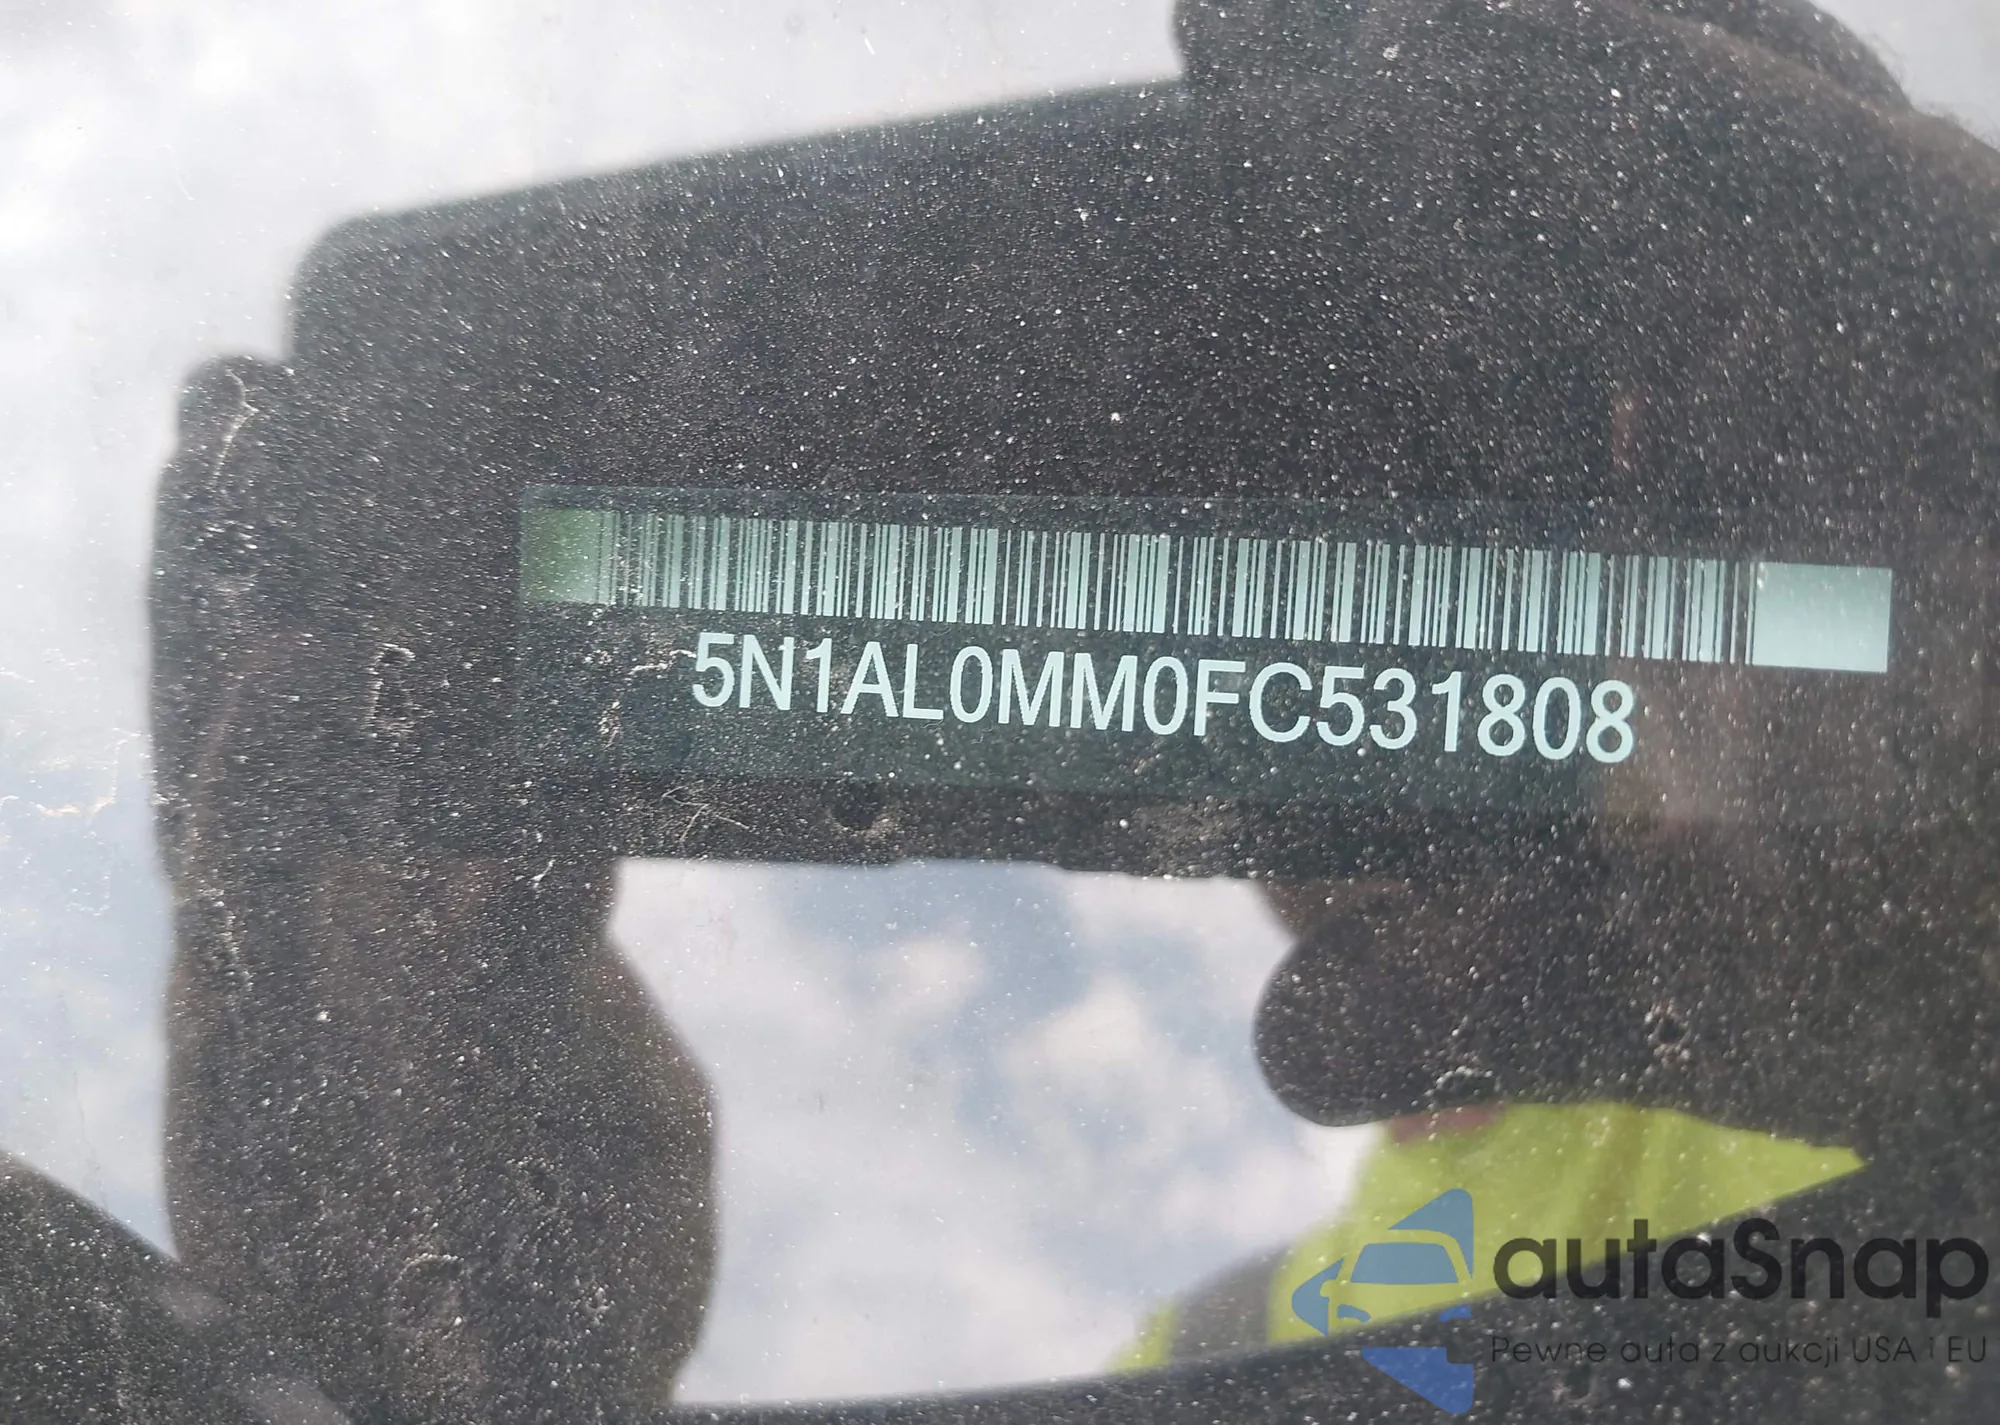 5N1AL0MM0FC531808
autaSnap
Pewne auta z aukcji USA i EU